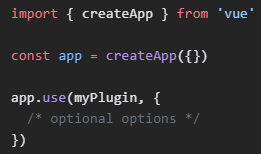 import { createApp } from 'vue'
const app = createApp({})
app.use(myPlugin, {
/* optional options */
})